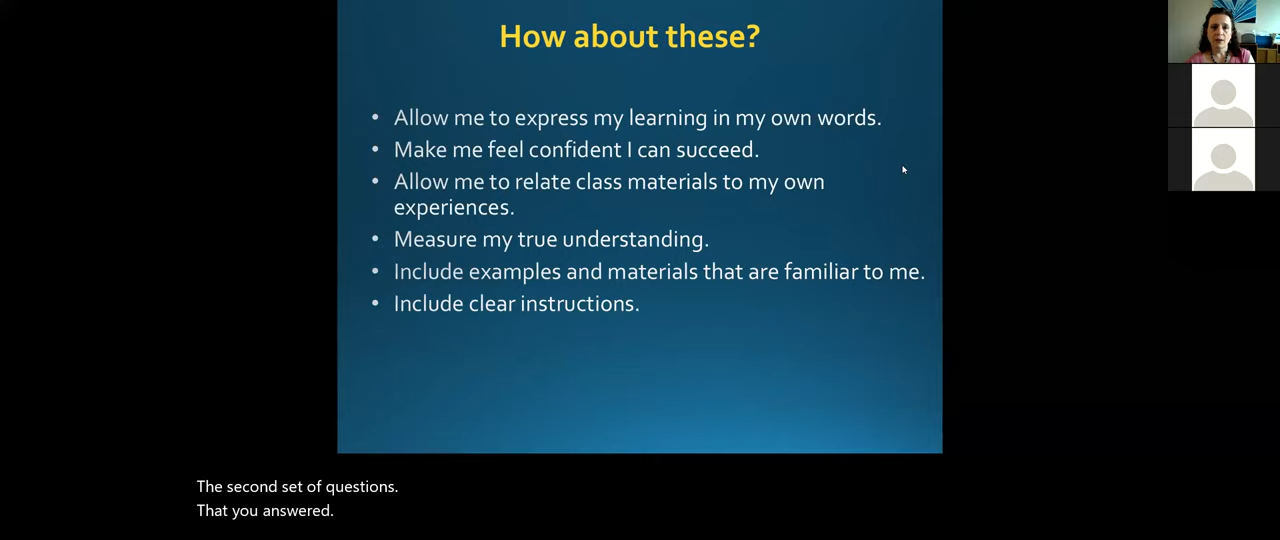 How about these?
• Allow me to express my learning in my own words.
• Make me feel confident I can succeed.
• Allow me to relate class materials to my own
experiences.
• Measure my true understanding.
• Include examples and materials that are familiar to me.
• Include clear instructions.
The second set of questions.
That you answered.